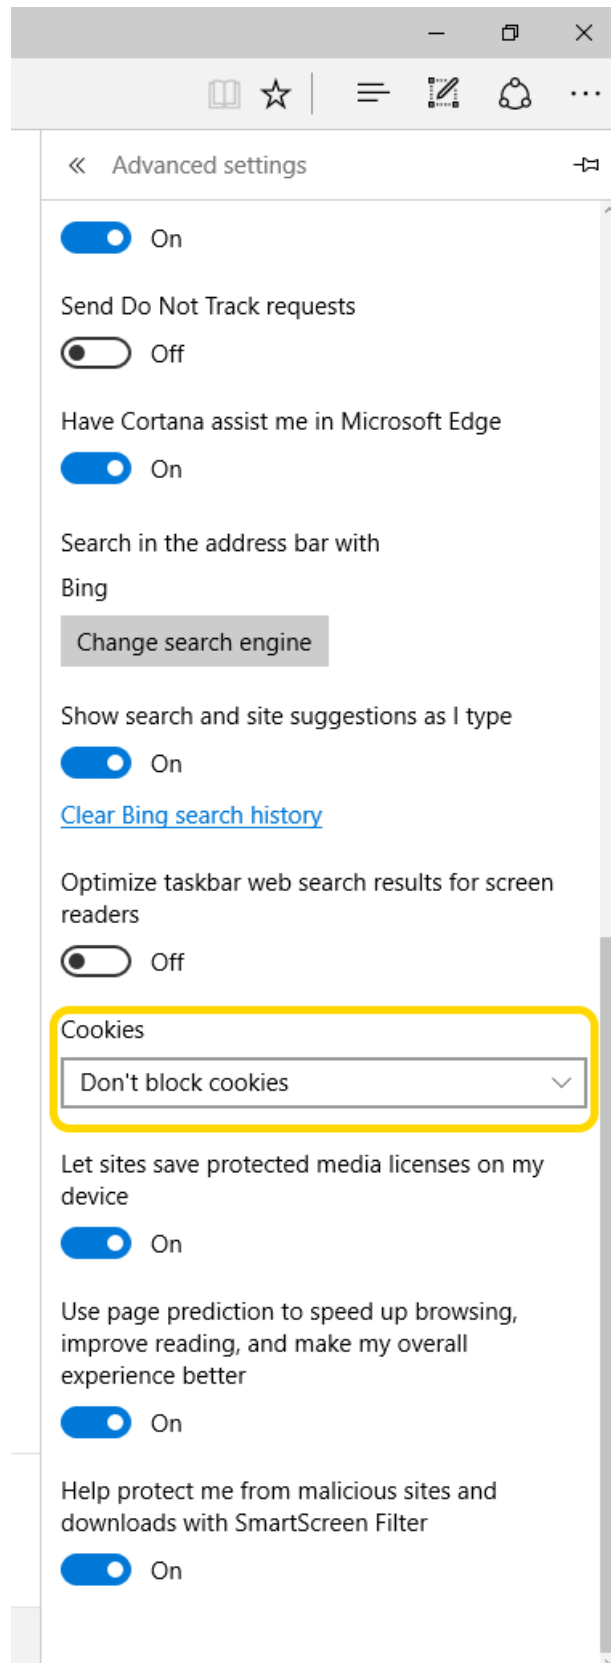 Advanced settings
On
Send Do Not Track requests
Off
Have Cortana assist me in Microsoft Edge
On
Search in the address bar with
Bing
Change search engine
Show search and site suggestions as I type
On
Clear Bing search history
Optimize taskbar web search results for screen
readers
Off
Cookies
Don't block cookies
Let sites save protected media licenses on my
device
On
Use page prediction to speed up browsing,
improve reading, and make my overall
experience better
On
Help protect me from malicious sites and
downloads with SmartScreen Filter
On